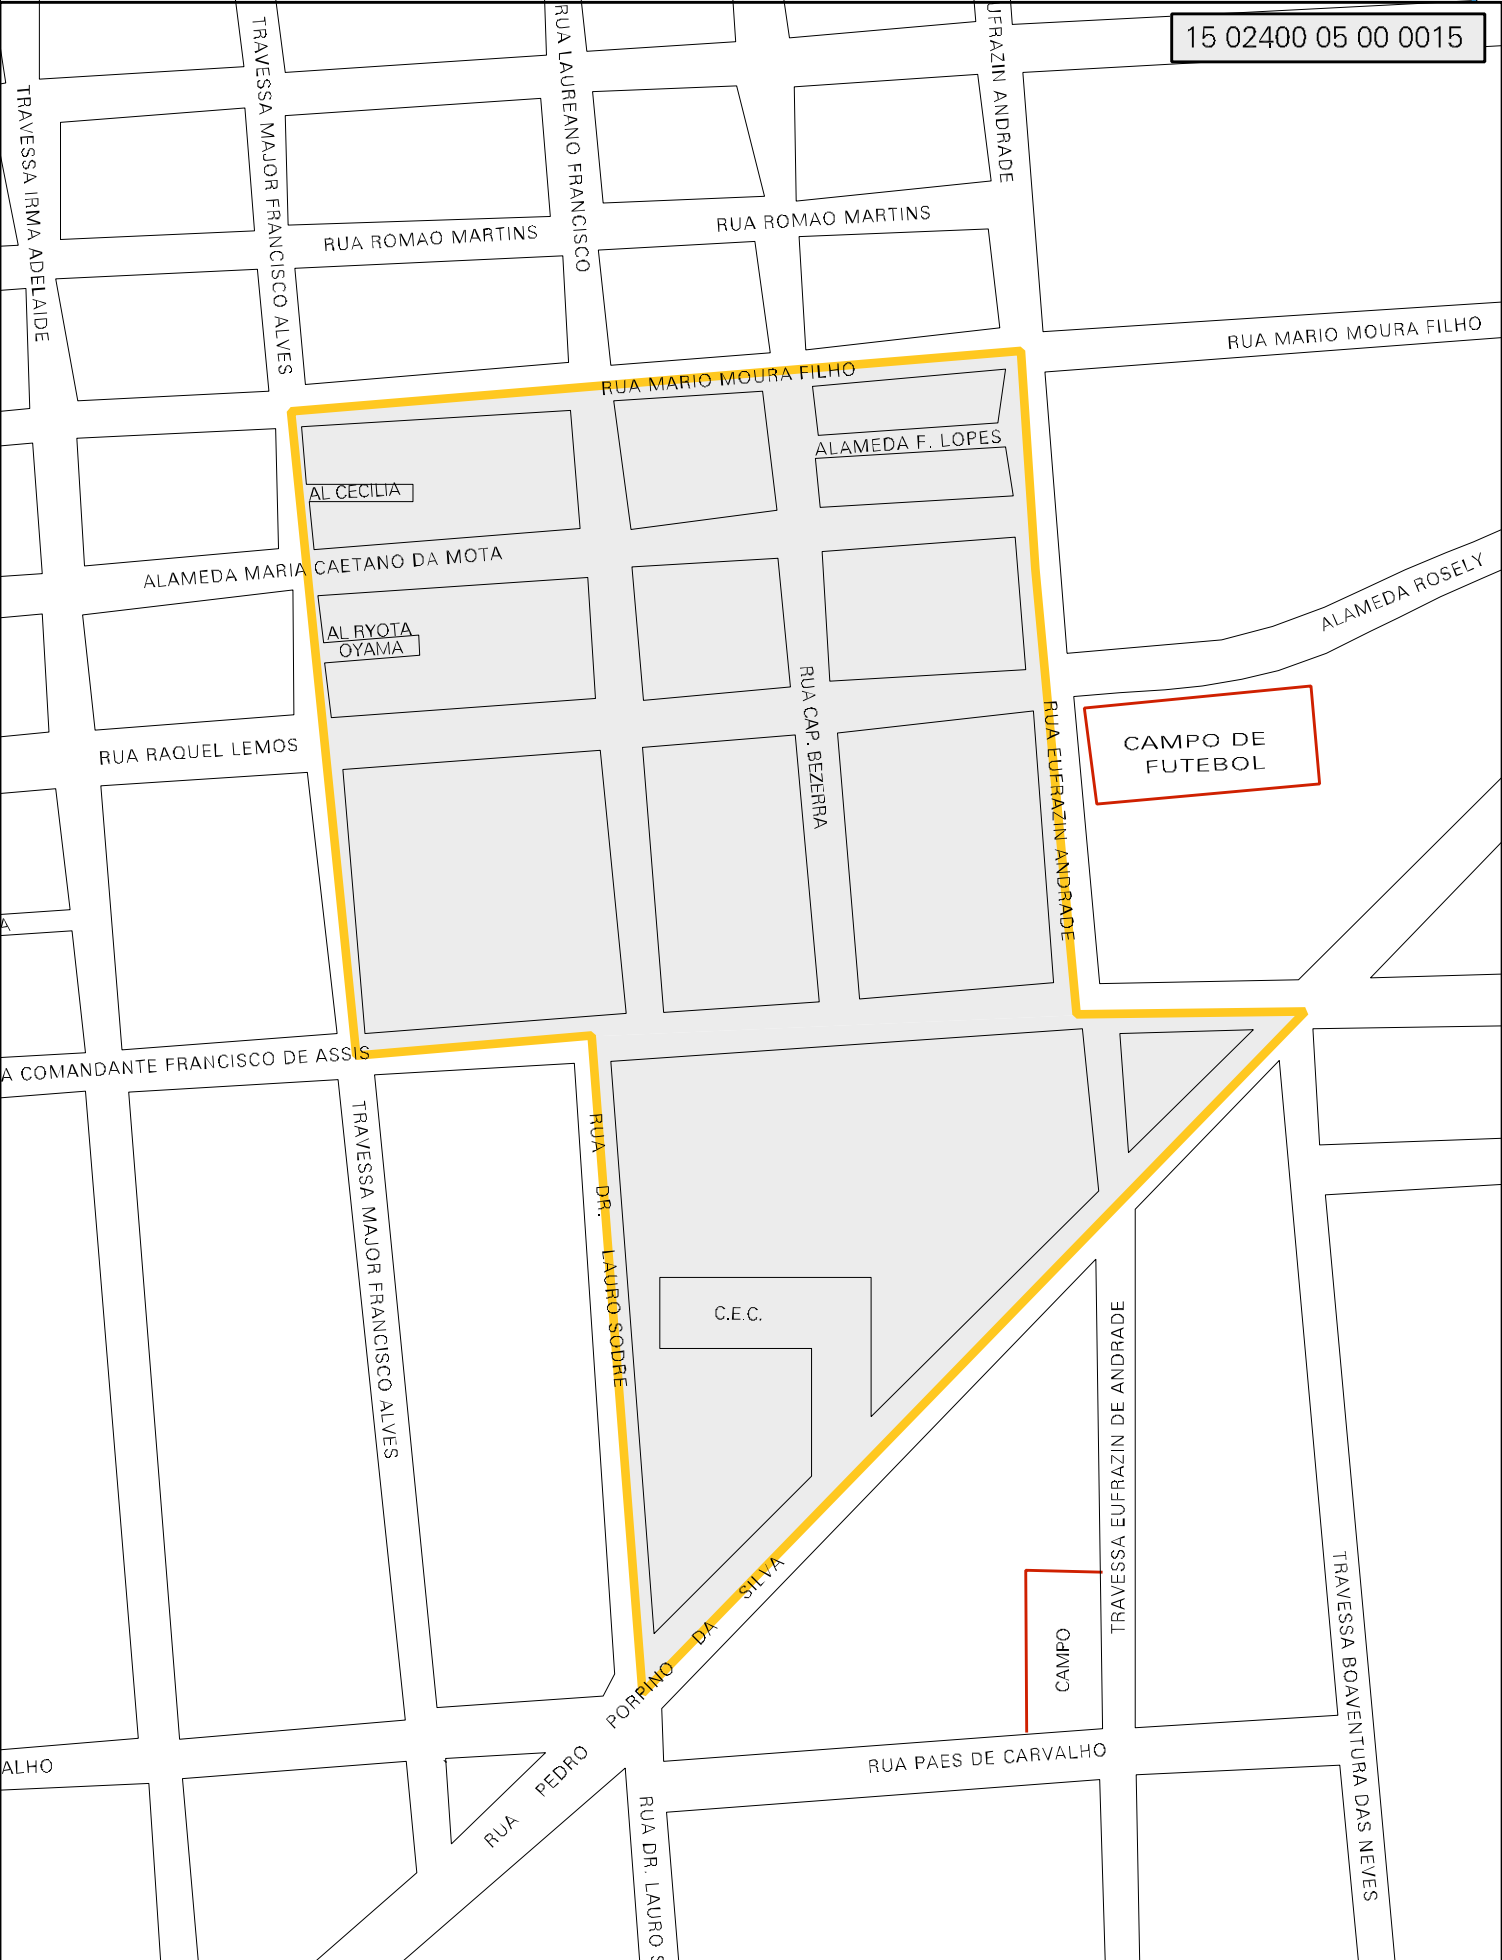 15 02400 05 00 0015
TRAVESSA IRMA ADELAIDE
TRAVESSA MAJOR FRANCISCO ALVES
RUA LAUREANO FRANCISCO
UFRAZIN ANDRADE
RUA ROMAO MARTINS
RUA ROMAO MARTINS
RUA MARIO MOURA FILHO
RUA MARIO MOURA FILHO
ALAMEDA F. LOPES
AL CECILIA
ALAMEDA MARIA CAETANO DA MOTA
ALAMEDA ROSELY
AL RYOTA
OYAMA
RUA CAP. BEZERRA
RUA EUFRAZIN ANDRADE
CAMPO DE
FUTEBOL
RUA RAQUEL LEMOS
A
A COMANDANTE FRANCISCO DE ASSIS
TRAVESSA MAJOR FRANCISCO ALVES
RUA DR. LAURO SODRE
C.E.C.
TRAVESSA EUFRAZIN DE ANDRADE
CAMPO
TRAVESSA BOAVENTURA DAS NEVES
RUA PEDRO PORPINO DA SILVA
RUA PAES DE CARVALHO
ALHO
RUA DR. LAURO S